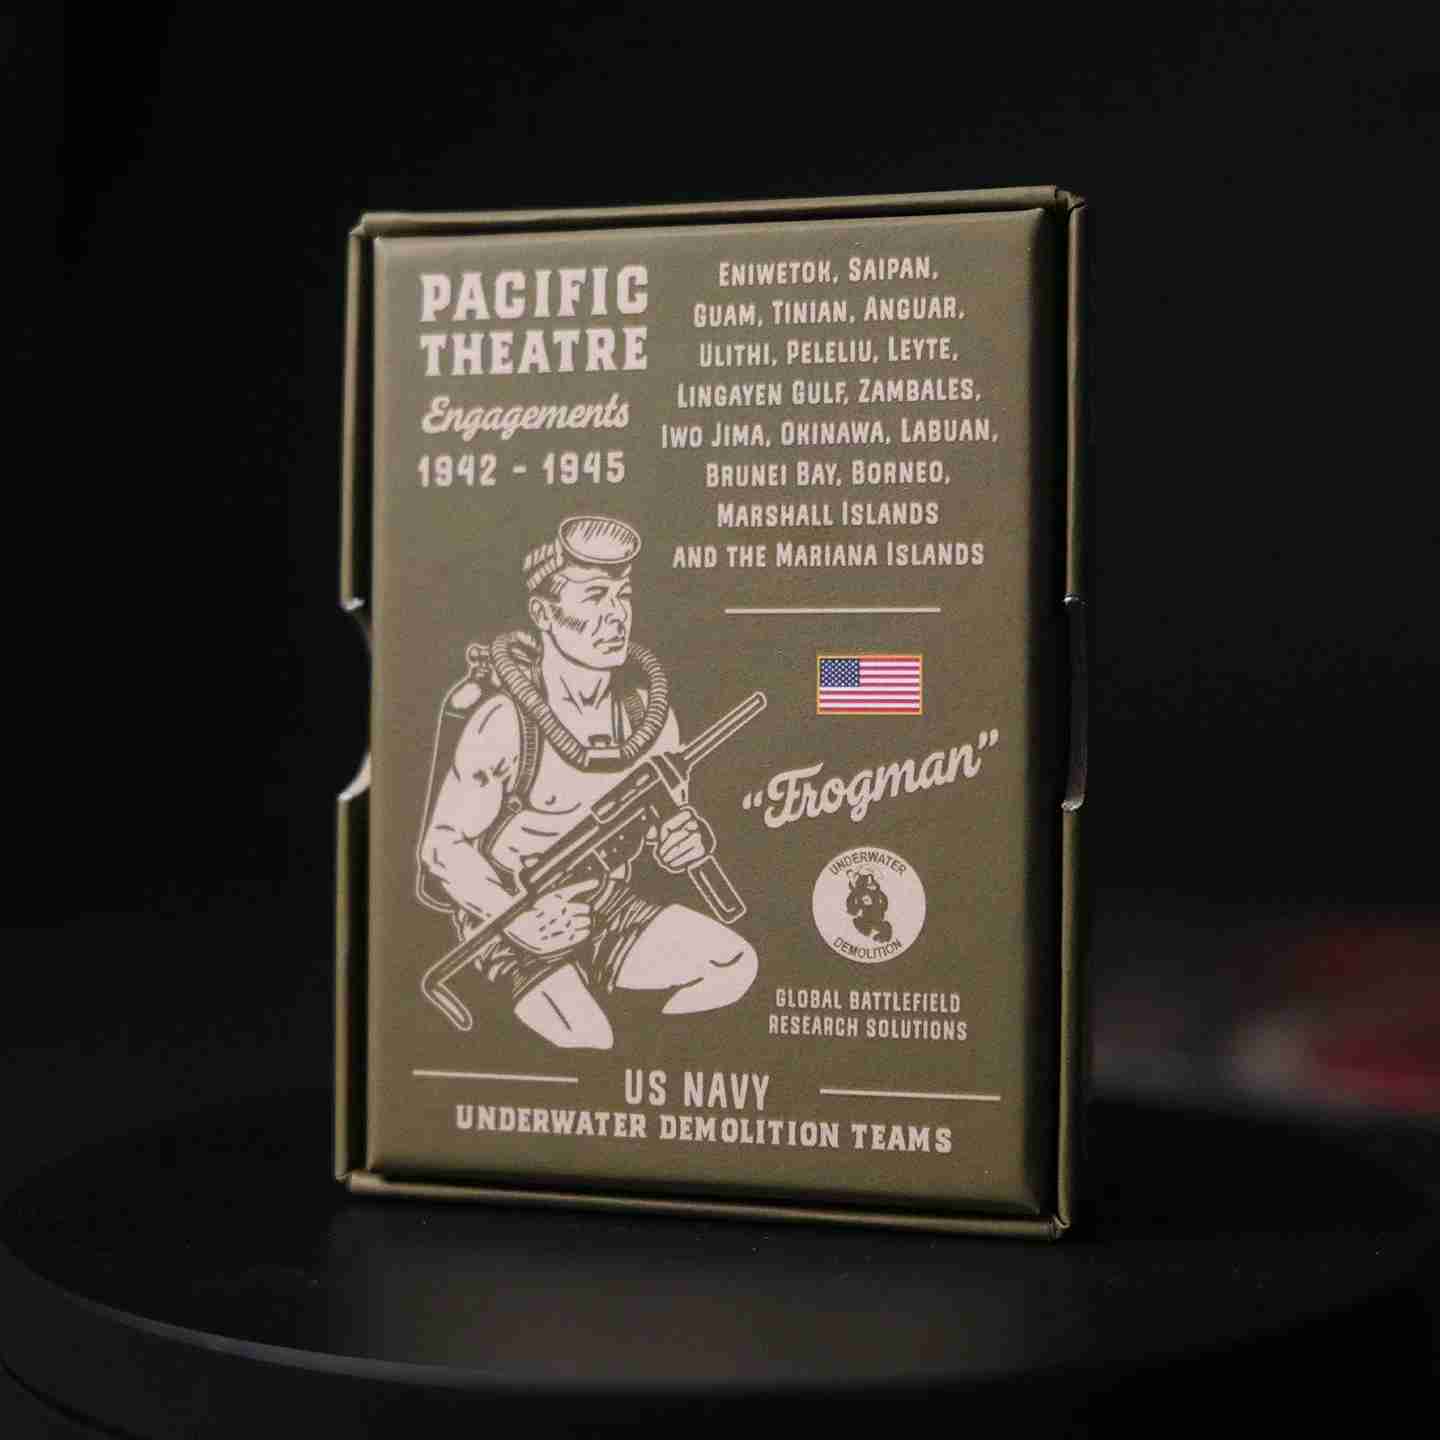 PACIFIC
THEATRE
Engagements
1942 - 1945
ENIWETOK, SAIPAN,
GUAM, TINIAN, ANGUAR,
ULITHI, PELELIU, LEYTE,
LINGAYEN GULF, ZAMBALES,
IWO JIMA, OKINAWA, LABUAN,
BRUNEI BAY, BORNEO,
MARSHALL ISLANDS
AND THE MARIANA ISLANDS
“Frogman”
UNDERWATER
DEMOLITION
GLOBAL BATTLEFIELD
RESEARCH SOLUTIONS
US NAVY
UNDERWATER DEMOLITION TEAMS